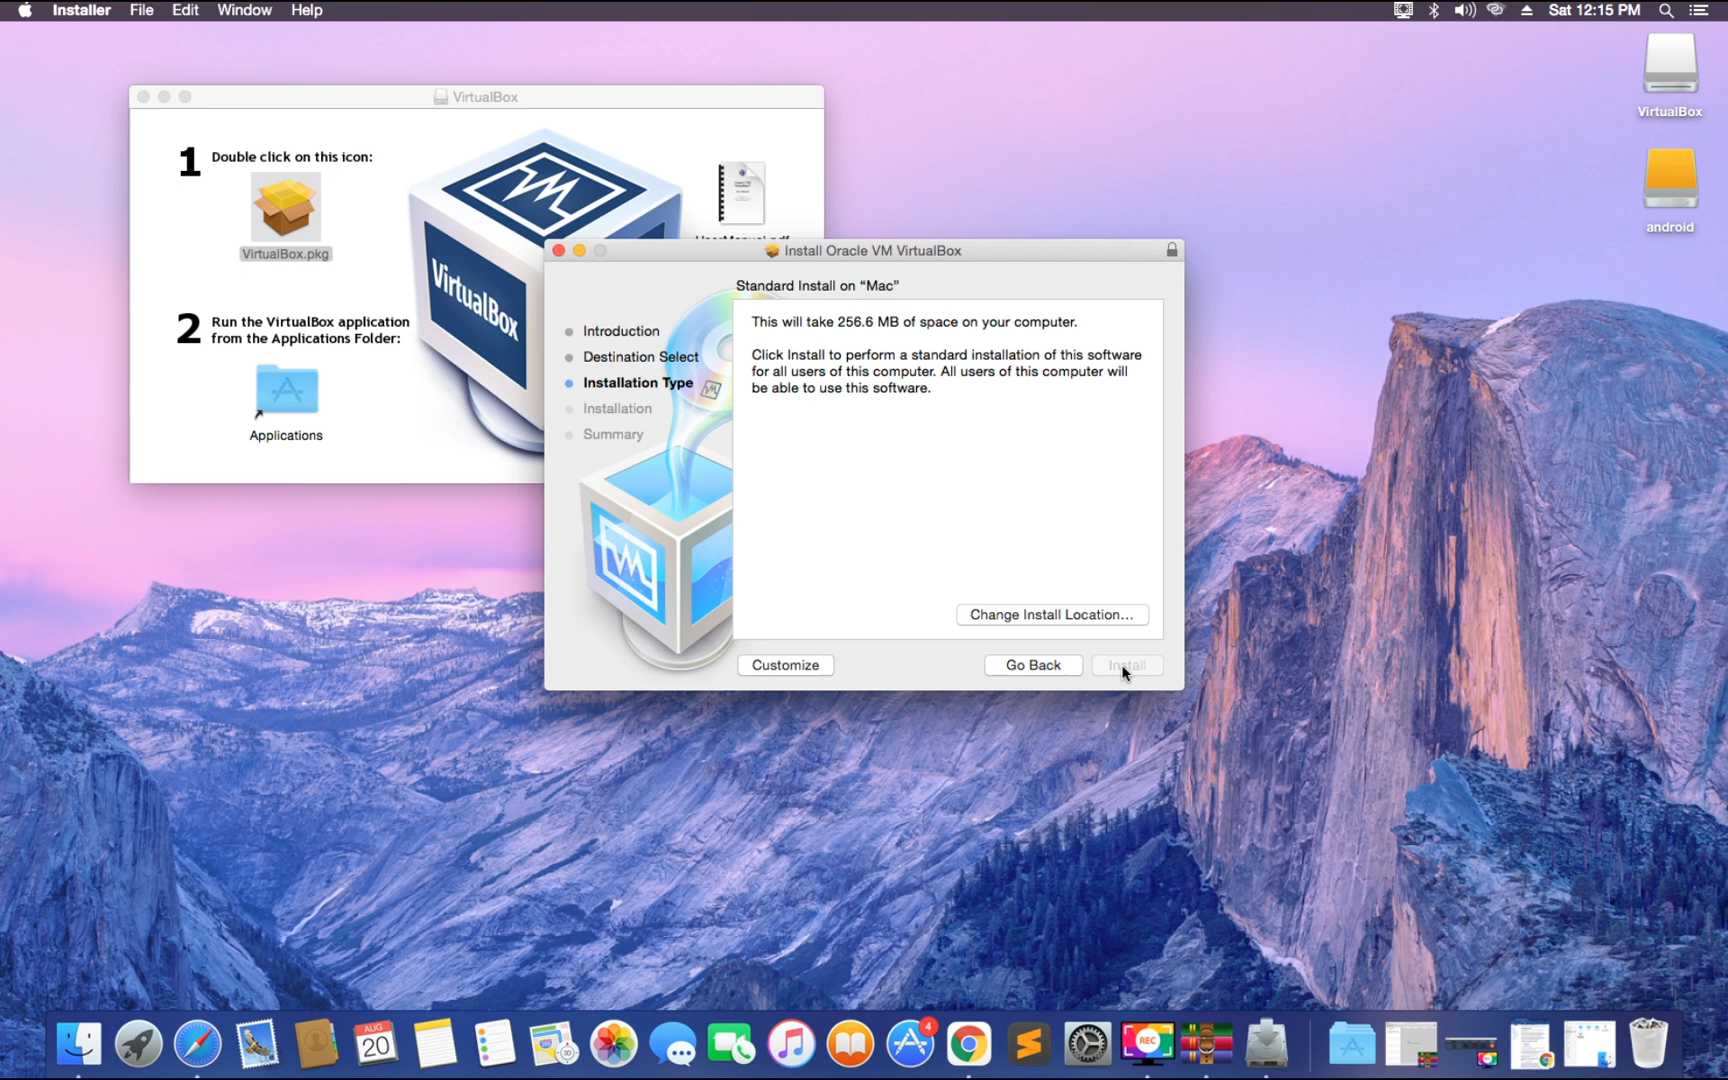 Installer File Edit Window Help
Sat 12:15 PM
VirtualBox
1 Double click on this icon:
VirtualBox.pkg
2 Run the VirtualBox application
from the Applications Folder:
Applications
VirtualBox
UserManual.pdf
Install Oracle VM VirtualBox
Standard Install on “Mac”
Introduction
Destination Select
Installation Type
Installation
Summary
This will take 256.6 MB of space on your computer.
Click Install to perform a standard installation of this software
for all users of this computer. All users of this computer will
be able to use this software.
Change Install Location...
Customize
Go Back
Install
VirtualBox
android
AUG
20
4
REC